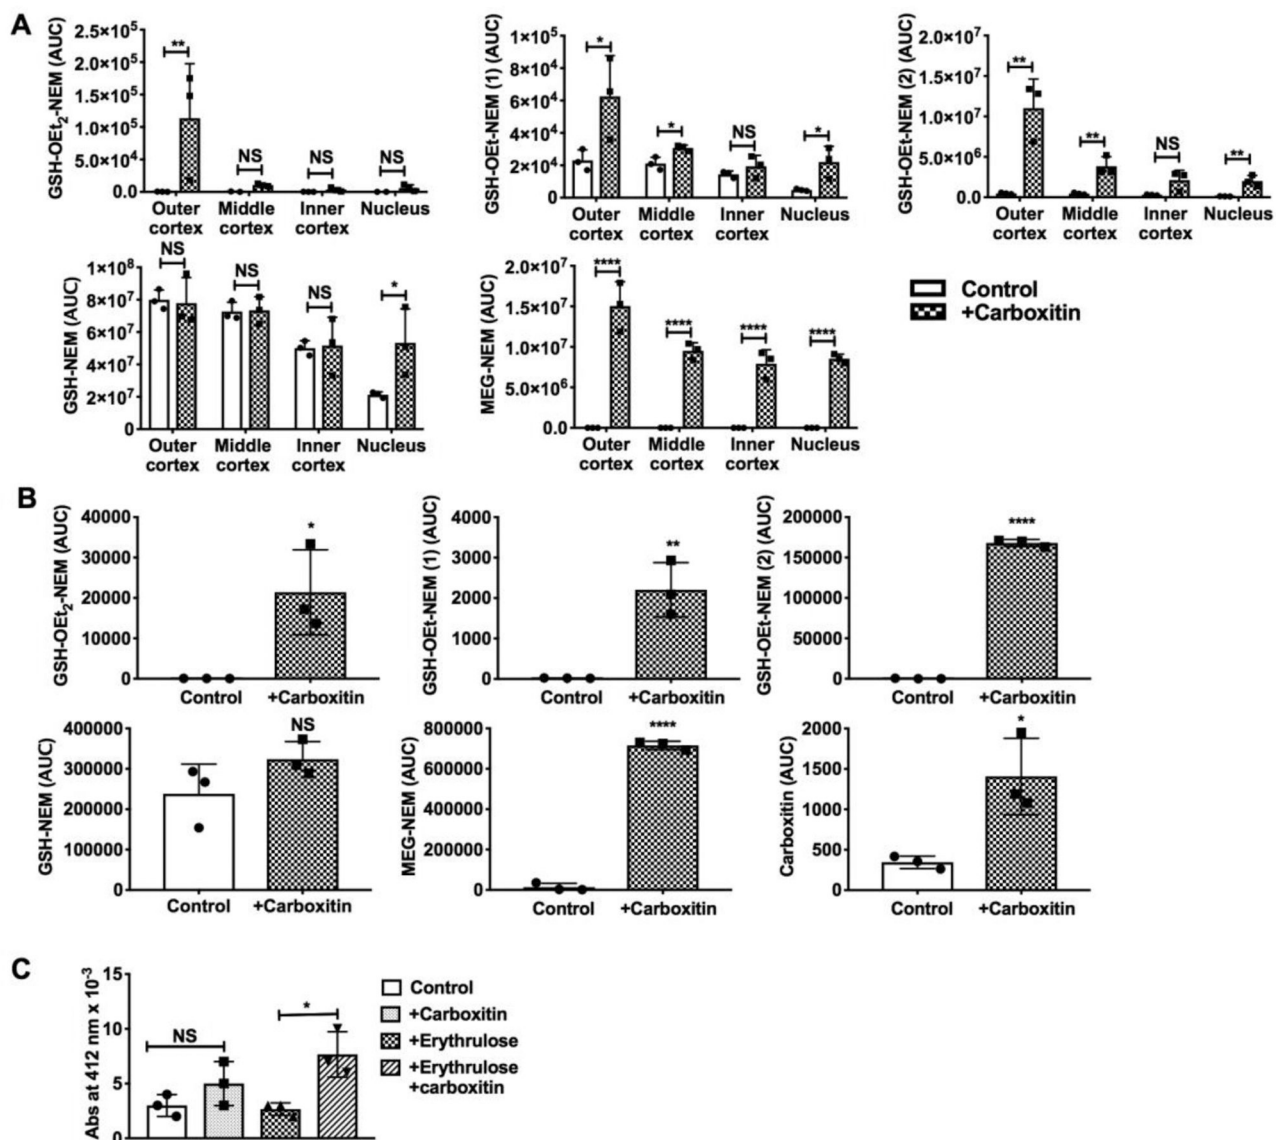 A
GSH-OEt₂-NEM (AUC)
2.5×10⁵
2.0×10⁵
1.5×10⁵
1.0×10⁵
5.0×10⁴
0.0
**
NS
NS
NS
Outer cortex
Middle cortex
Inner cortex
Nucleus
GSH-OEt-NEM (1) (AUC)
1×10⁵
8×10⁴
6×10⁴
4×10⁴
2×10⁴
0
*
*
NS
*
Outer cortex
Middle cortex
Inner cortex
Nucleus
GSH-OEt-NEM (2) (AUC)
2.0×10⁷
1.5×10⁷
1.0×10⁷
5.0×10⁶
0.0
**
**
NS
**
Outer cortex
Middle cortex
Inner cortex
Nucleus
GSH-NEM (AUC)
1×10⁸
8×10⁷
6×10⁷
4×10⁷
2×10⁷
0
NS
NS
NS
*
Outer cortex
Middle cortex
Inner cortex
Nucleus
MEG-NEM (AUC)
2.0×10⁷
1.5×10⁷
1.0×10⁷
5.0×10⁶
0.0
****
****
****
****
Outer cortex
Middle cortex
Inner cortex
Nucleus
Control
+Carboxitin
B
GSH-OEt₂-NEM (AUC)
40000
30000
20000
10000
0
*
Control
+Carboxitin
GSH-OEt-NEM (1) (AUC)
4000
3000
2000
1000
0
**
Control
+Carboxitin
GSH-OEt-NEM (2) (AUC)
200000
150000
100000
50000
0
****
Control
+Carboxitin
GSH-NEM (AUC)
400000
300000
200000
100000
0
NS
Control
+Carboxitin
MEG-NEM (AUC)
800000
600000
400000
200000
0
****
Control
+Carboxitin
Carboxitin (AUC)
2000
1500
1000
500
0
*
Control
+Carboxitin
C
Abs at 412 nm x 10⁻³
15
10
5
0
NS
*
Control
+Carboxitin
+Erythrulose
+Erythrulose
+carboxitin